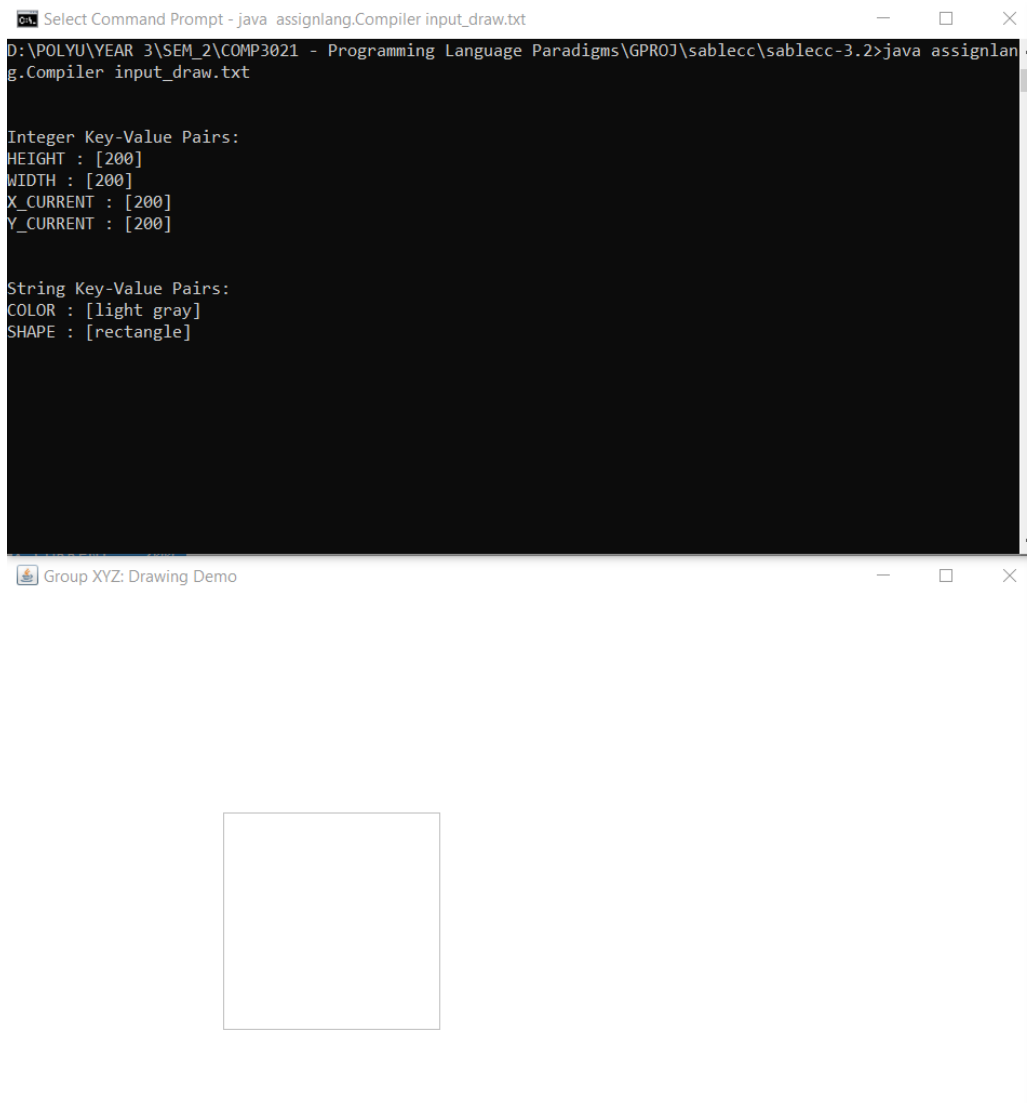 Select Command Prompt - java assignlang.Compiler input_draw.txt
D:\POLYU\YEAR 3\SEM_2\COMP3021 - Programming Language Paradigms\GPROJ\sablecc\sablecc-3.2>java assignlan
g.Compiler input_draw.txt
Integer Key-Value Pairs:
HEIGHT : [200]
WIDTH : [200]
X_CURRENT : [200]
Y_CURRENT : [200]
String Key-Value Pairs:
COLOR : [light gray]
SHAPE : [rectangle]
Group XYZ: Drawing Demo